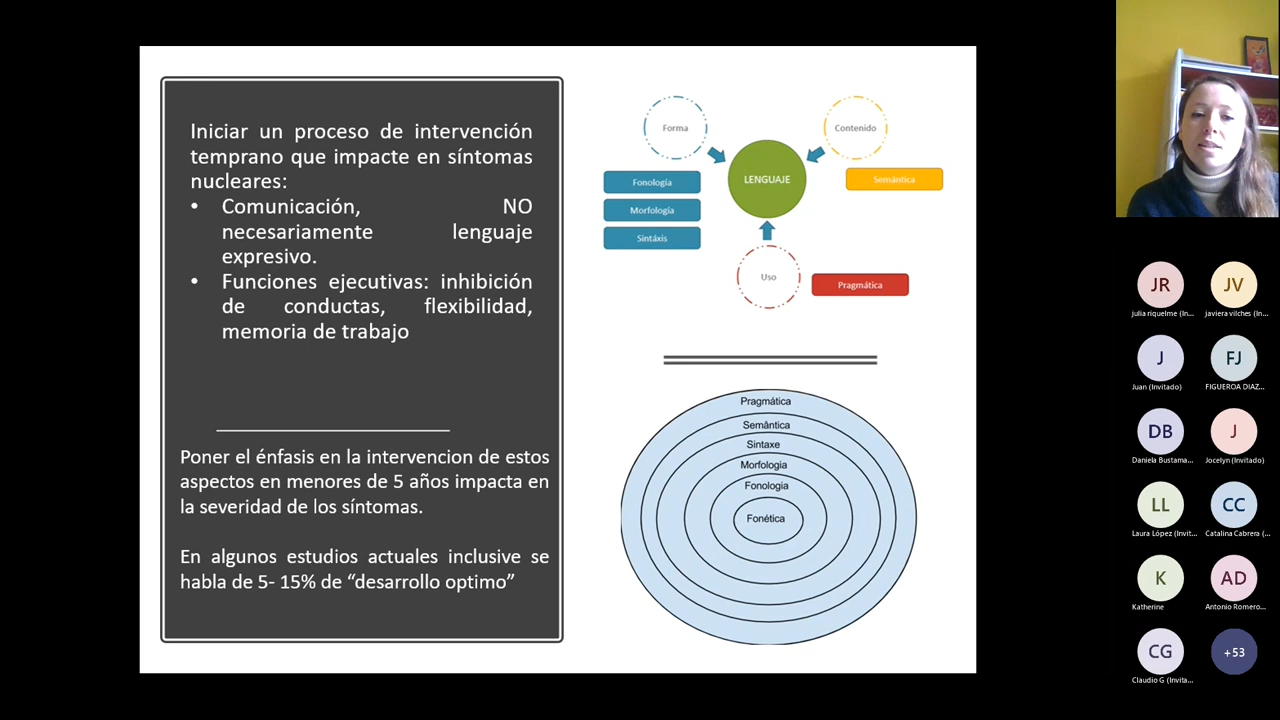 Iniciar un proceso de intervención
temprano que impacte en síntomas
nucleares:
• Comunicación, NO
necesariamente lenguaje
expresivo.
• Funciones ejecutivas: inhibición
de conductas, flexibilidad,
memoria de trabajo
Poner el énfasis en la intervencion de estos
aspectos en menores de 5 años impacta en
la severidad de los síntomas.
En algunos estudios actuales inclusive se
habla de 5- 15% de “desarrollo optimo”
Forma
Contenido
LENGUAJE
Fonología
Morfología
Sintáxis
Semántica
Uso
Pragmática
Pragmática
Semântica
Sintaxe
Morfologia
Fonologia
Fonética
JR
julia riquelme (In...
JV
javiera vilches (In...
J
Juan (Invitado)
FJ
FIGUEROA DIAZ...
DB
Daniela Bustama...
J
Jocelyn (Invitado)
LL
Laura López (Invit...
CC
Catalina Cabrera (...
K
Katherine
AD
Antonio Romero...
CG
Claudio G (Invita...
+53